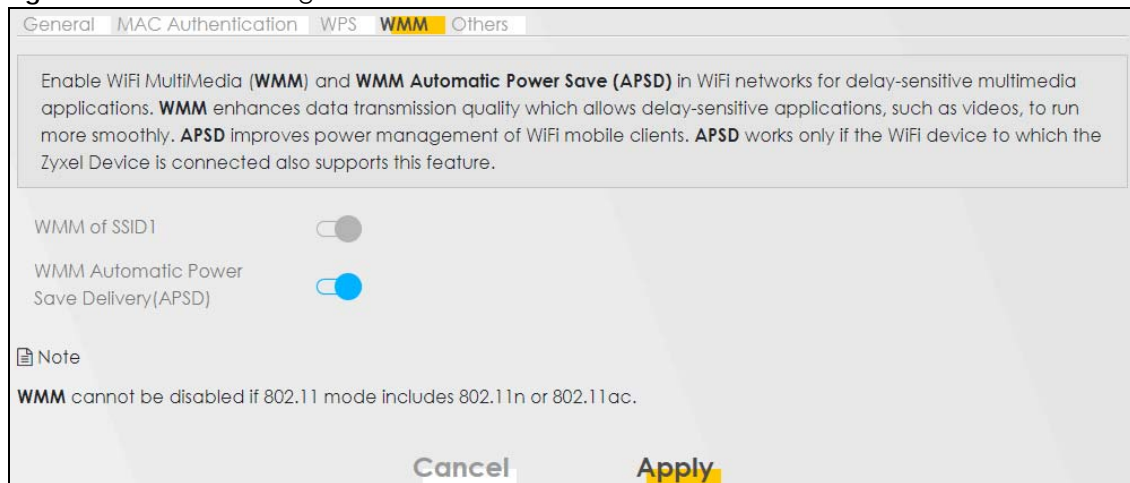 General MAC Authentication WPS WMM Others
Enable WiFi MultiMedia (WMM) and WMM Automatic Power Save (APSD) in WiFi networks for delay-sensitive multimedia
applications. WMM enhances data transmission quality which allows delay-sensitive applications, such as videos, to run
more smoothly. APSD improves power management of WiFi mobile clients. APSD works only if the WiFi device to which the
Zyxel Device is connected also supports this feature.
WMM of SSID1
WMM Automatic Power
Save Delivery(APSD)
Note
WMM cannot be disabled if 802.11 mode includes 802.11n or 802.11ac.
Cancel Apply